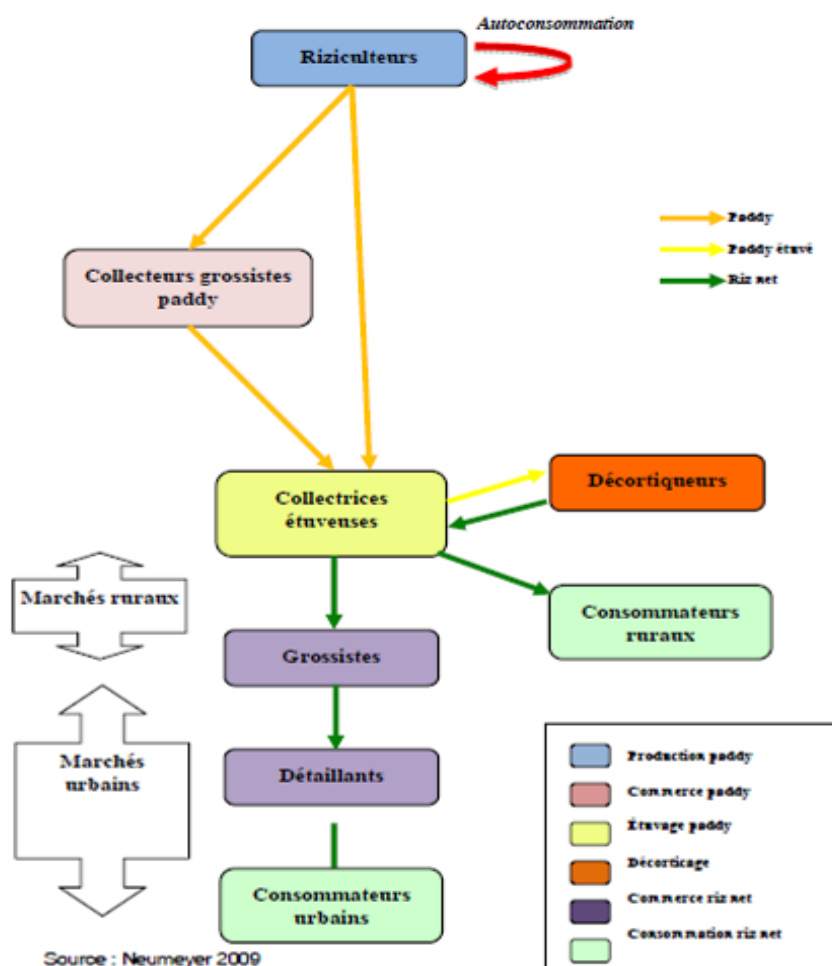 Autoconsommation
Riziculteurs
Paddy
Paddy étuvé
Riz net
Collecteurs grossistes
paddy
Collectrices
étuveuses
Décortiqueurs
Marchés ruraux
Consommateurs
ruraux
Grossistes
Marchés
urbains
Détaillants
Consommateurs
urbains
Production paddy
Commerce paddy
Étuvage paddy
Décorticage
Commerce riz net
Consommation riz net
Source : Neumeyer 2009